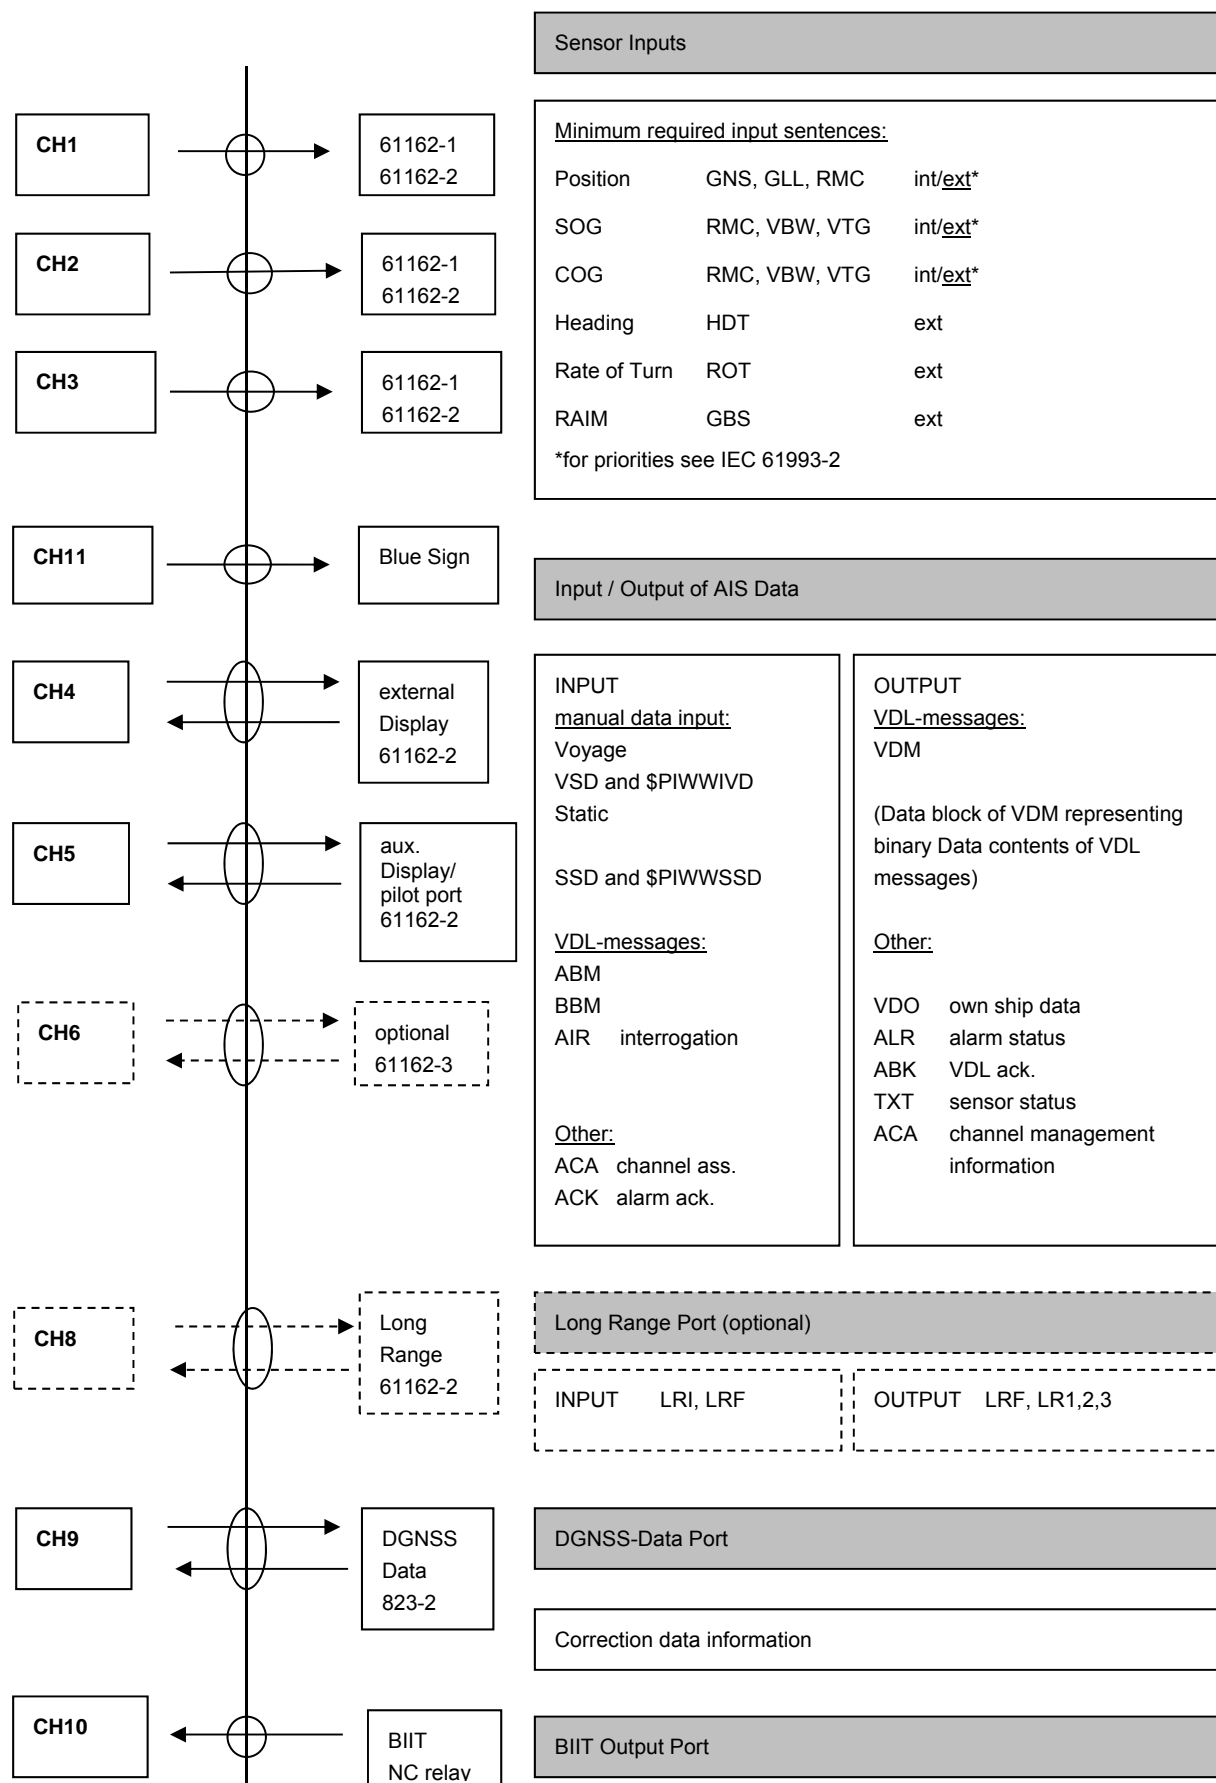 Sensor Inputs
CH1
61162-1
61162-2
Minimum required input sentences:
Position GNS, GLL, RMC int/ext*
SOG RMC, VBW, VTG int/ext*
COG RMC, VBW, VTG int/ext*
Heading HDT ext
Rate of Turn ROT ext
RAIM GBS ext
*for priorities see IEC 61993-2
CH2
61162-1
61162-2
CH3
61162-1
61162-2
CH11
Blue Sign
Input / Output of AIS Data
CH4
external
Display
61162-2
CH5
aux.
Display/
pilot port
61162-2
CH6
optional
61162-3
INPUT
manual data input:
Voyage
VSD and $PIWWIVD
Static
SSD and $PIWWSSD
VDL-messages:
ABM
BBM
AIR interrogation
Other:
ACA channel ass.
ACK alarm ack.
OUTPUT
VDL-messages:
VDM
(Data block of VDM representing
binary Data contents of VDL
messages)
Other:
VDO own ship data
ALR alarm status
ABK VDL ack.
TXT sensor status
ACA channel management
information
CH8
Long
Range
61162-2
Long Range Port (optional)
INPUT LRI, LRF
OUTPUT LRF, LR1,2,3
CH9
DGNSS
Data
823-2
DGNSS-Data Port
Correction data information
CH10
BIIT
NC relay
BIIT Output Port